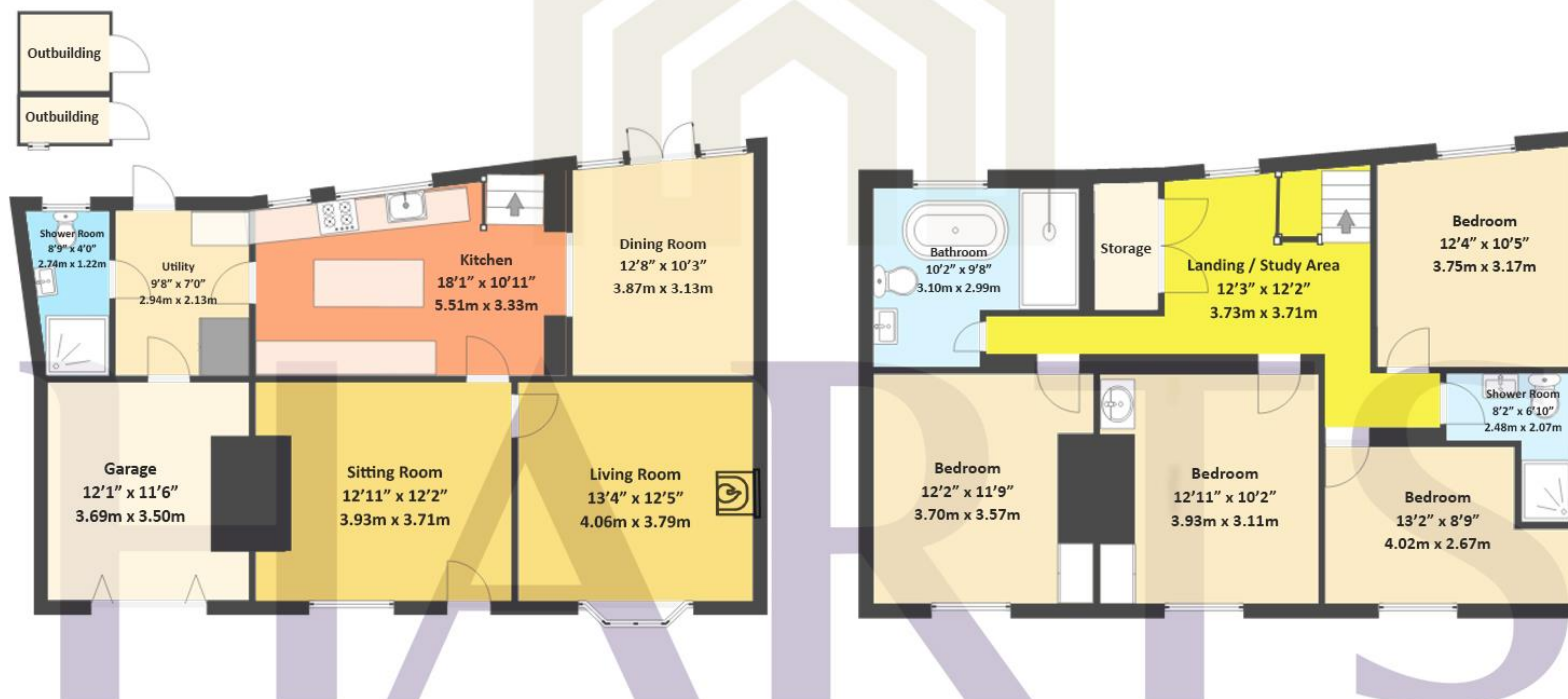 Outbuilding
Outbuilding
Shower Room
8’9” x 4’0”
2.74m x 1.22m
Utility
9’8” x 7’0”
2.94m x 2.13m
Kitchen
18’1” x 10’11”
5.51m x 3.33m
Dining Room
12’8” x 10’3”
3.87m x 3.13m
Garage
12’1” x 11’6”
3.69m x 3.50m
Sitting Room
12’11” x 12’2”
3.93m x 3.71m
Living Room
13’4” x 12’5”
4.06m x 3.79m
Bathroom
10’2” x 9’8”
3.10m x 2.99m
Storage
Landing / Study Area
12’3” x 12’2”
3.73m x 3.71m
Bedroom
12’4” x 10’5”
3.75m x 3.17m
Shower Room
8’2” x 6’10”
2.48m x 2.07m
Bedroom
12’2” x 11’9”
3.70m x 3.57m
Bedroom
12’11” x 10’2”
3.93m x 3.11m
Bedroom
13’2” x 8’9”
4.02m x 2.67m
HARTS